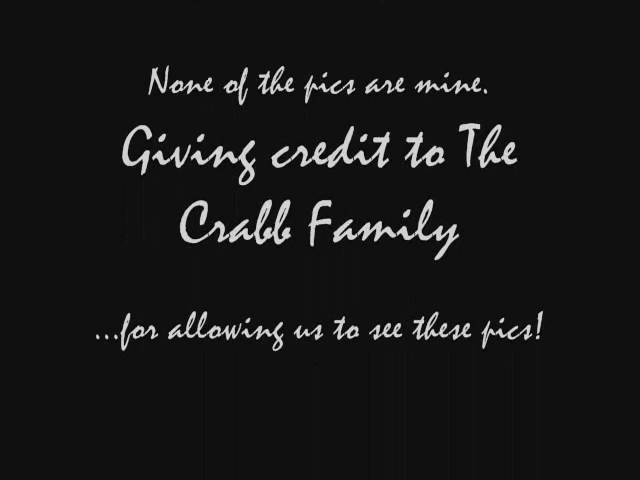 None of the pics are mine.
Giving credit to The
Crabb Family
...for allowing us to see these pics!